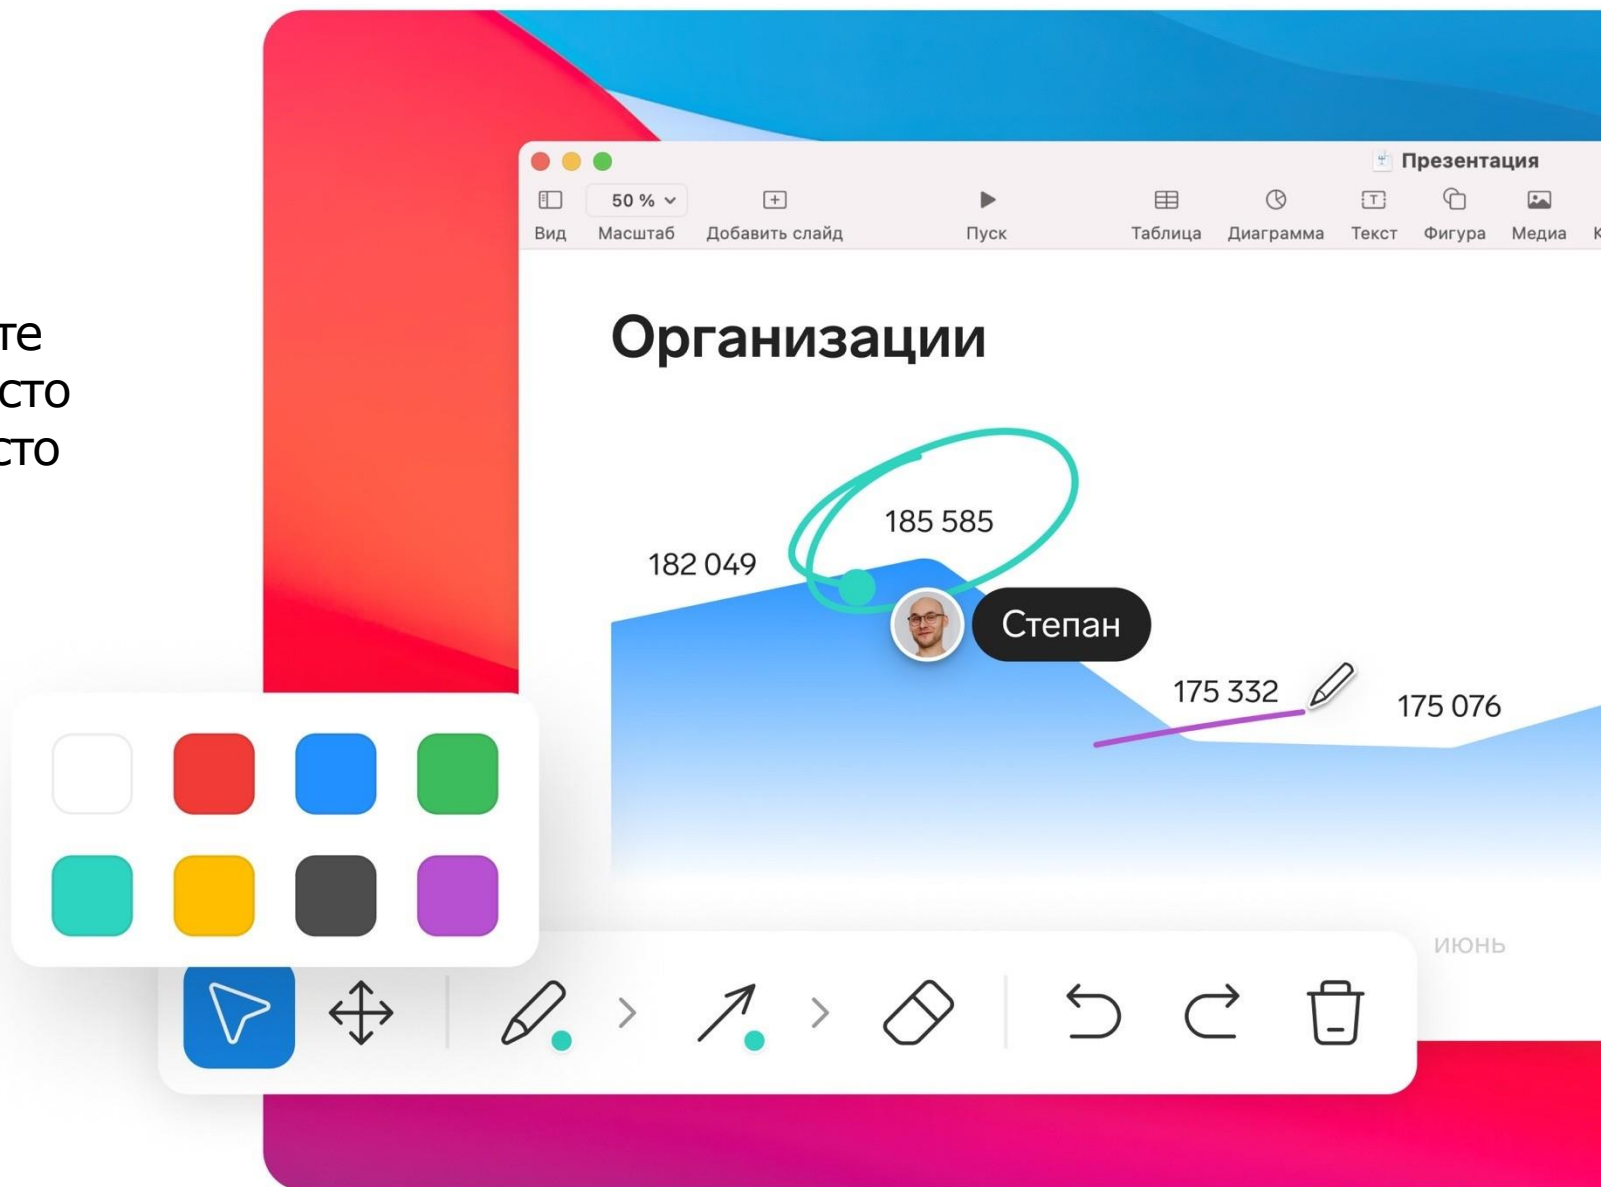 Презентация
50 %
Вид Масштаб Добавить слайд Пуск Таблица Диаграмма Текст Фигура Медиа
те
сто
сто
Организации
185 585
182 049
Степан
175 332
175 076
июнь